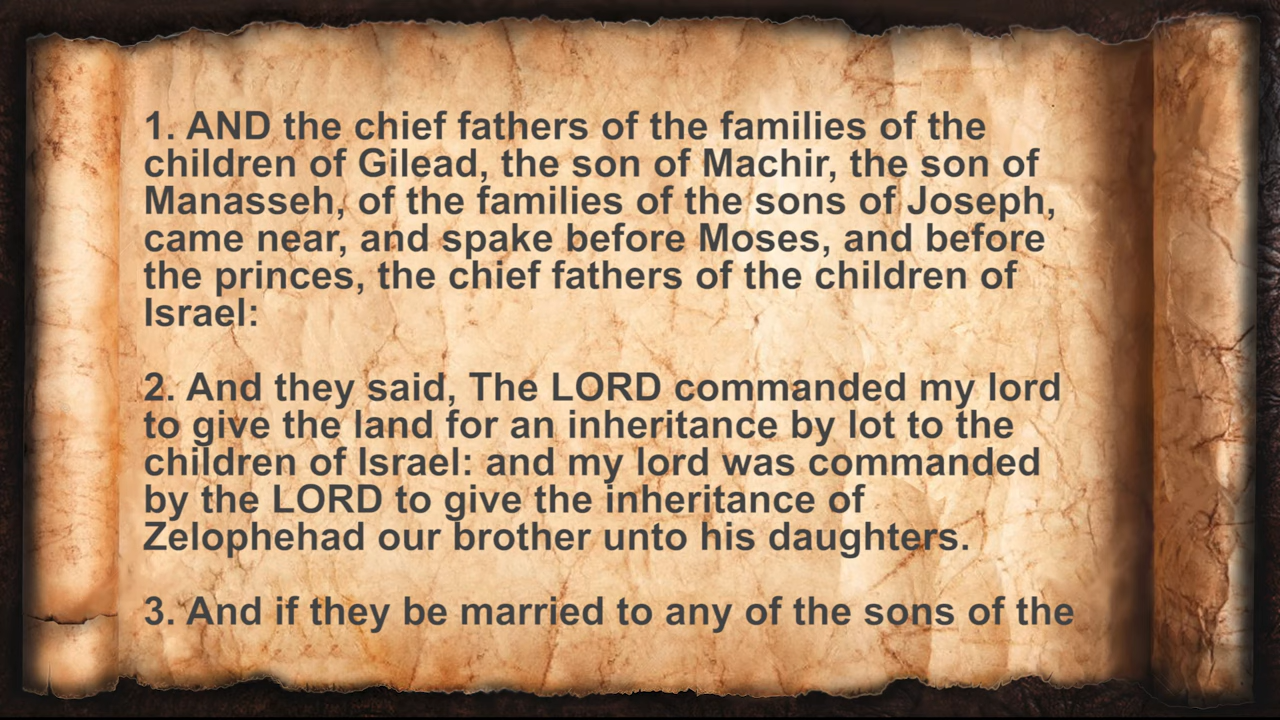 1. AND the chief fathers of the families of the
children of Gilead, the son of Machir, the son of
Manasseh, of the families of the sons of Joseph,
came near, and spake before Moses, and before
the princes, the chief fathers of the children of
Israel:
2. And they said, The LORD commanded my lord
to give the land for an inheritance by lot to the
children of Israel: and my lord was commanded
by the LORD to give the inheritance of
Zelophehad our brother unto his daughters.
3. And if they be married to any of the sons of the